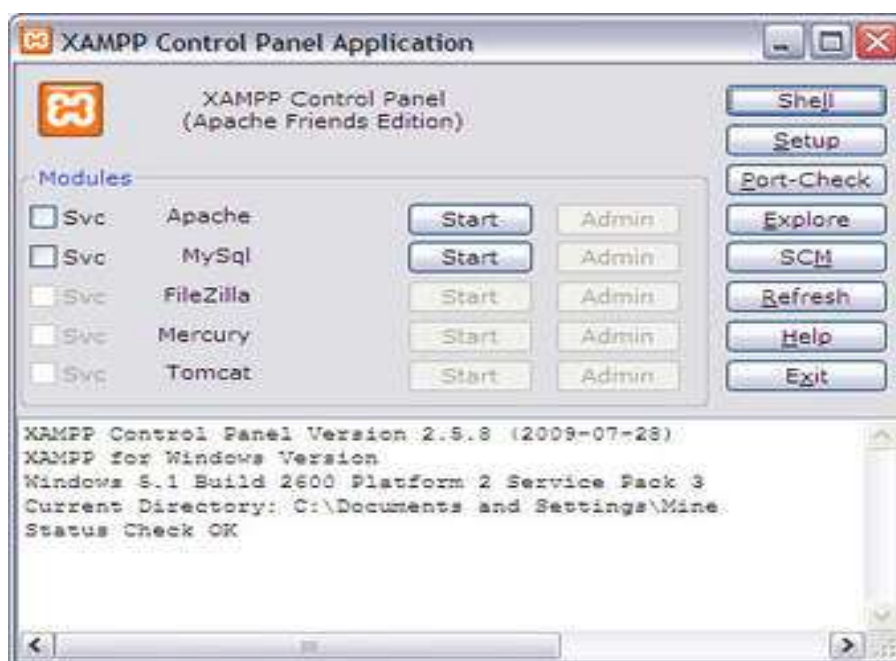 XAMPP Control Panel Application
XAMPP Control Panel
(Apache Friends Edition)
Shell
Setup
Port-Check
Modules
Svc Apache Start Admin Explore
Svc MySql Start Admin SCM
Svc FileZilla Start Admin Refresh
Svc Mercury Start Admin Help
Svc Tomcat Start Admin Exit
XAMPP Control Panel Version 2.5.8 (2009-07-28)
XAMPP for Windows Version
Windows 5.1 Build 2600 Platform 2 Service Pack 3
Current Directory: C:\Documents and Settings\Mine
Status Check OK